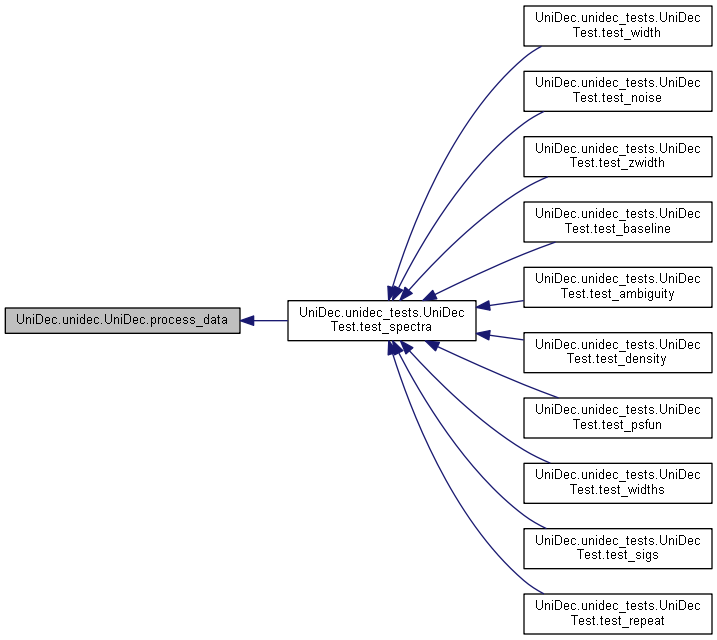 UniDec.unidec.UniDec.process_data
UniDec.unidec_tests.UniDec
Test.test_spectra
UniDec.unidec_tests.UniDec
Test.test_width
UniDec.unidec_tests.UniDec
Test.test_noise
UniDec.unidec_tests.UniDec
Test.test_zwidth
UniDec.unidec_tests.UniDec
Test.test_baseline
UniDec.unidec_tests.UniDec
Test.test_ambiguity
UniDec.unidec_tests.UniDec
Test.test_density
UniDec.unidec_tests.UniDec
Test.test_psfun
UniDec.unidec_tests.UniDec
Test.test_widths
UniDec.unidec_tests.UniDec
Test.test_sigs
UniDec.unidec_tests.UniDec
Test.test_repeat